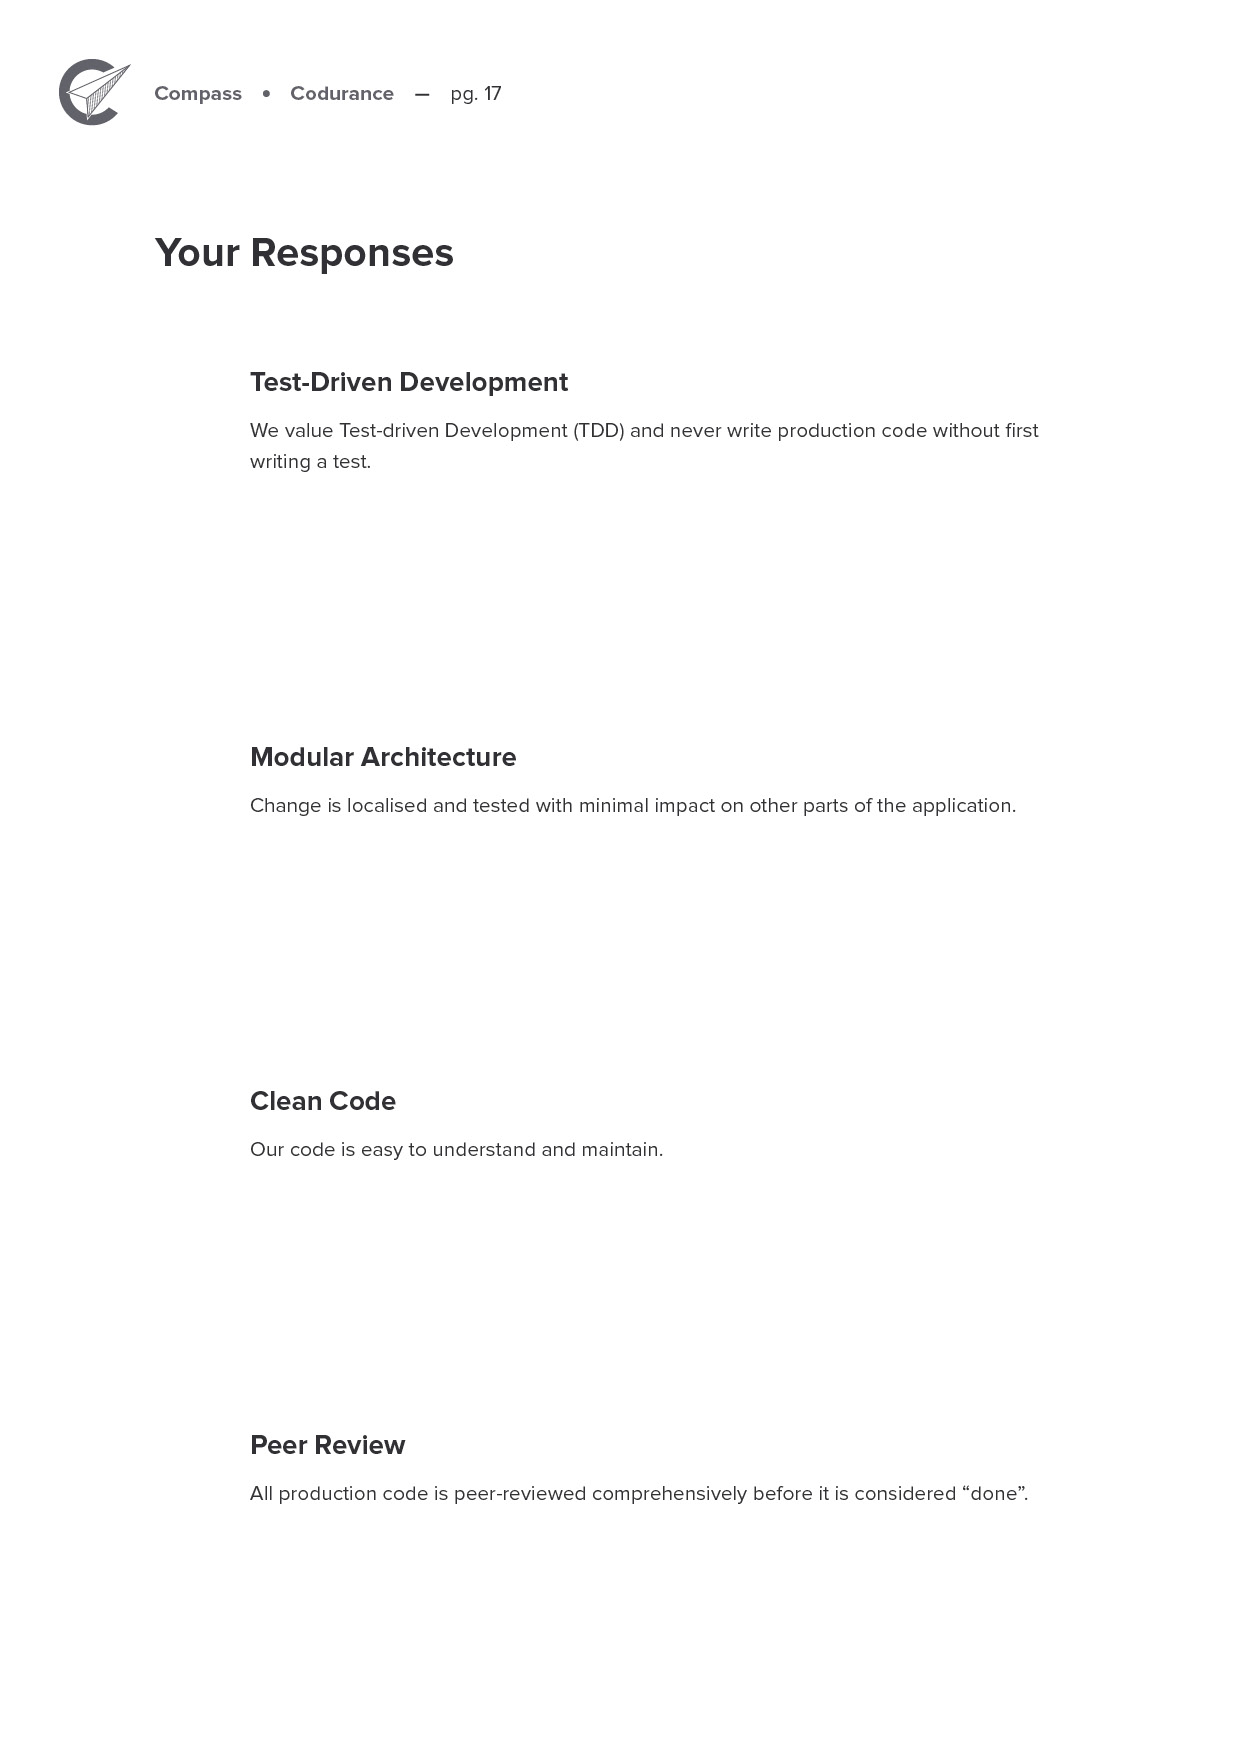 Compass • Codurance — pg. 17
Your Responses
Test-Driven Development
We value Test-driven Development (TDD) and never write production code without first
writing a test.
Modular Architecture
Change is localised and tested with minimal impact on other parts of the application.
Clean Code
Our code is easy to understand and maintain.
Peer Review
All production code is peer-reviewed comprehensively before it is considered “done”.